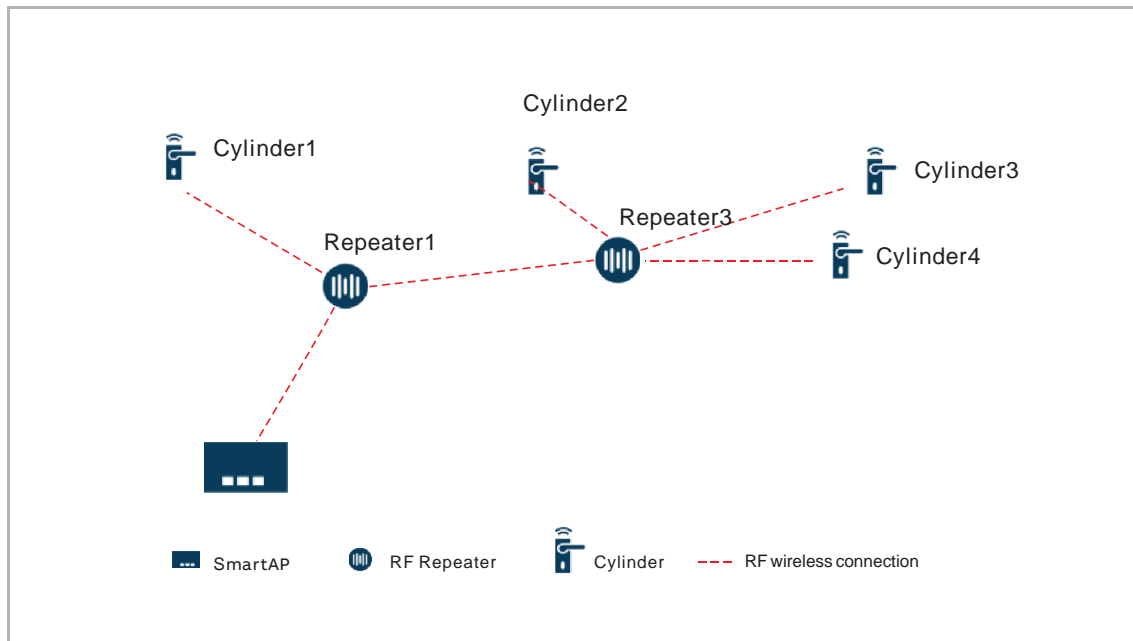 Cylinder2
Cylinder1
Cylinder3
Repeater3
Repeater1
Cylinder4
SmartAP
RF Repeater
Cylinder
RF wireless connection